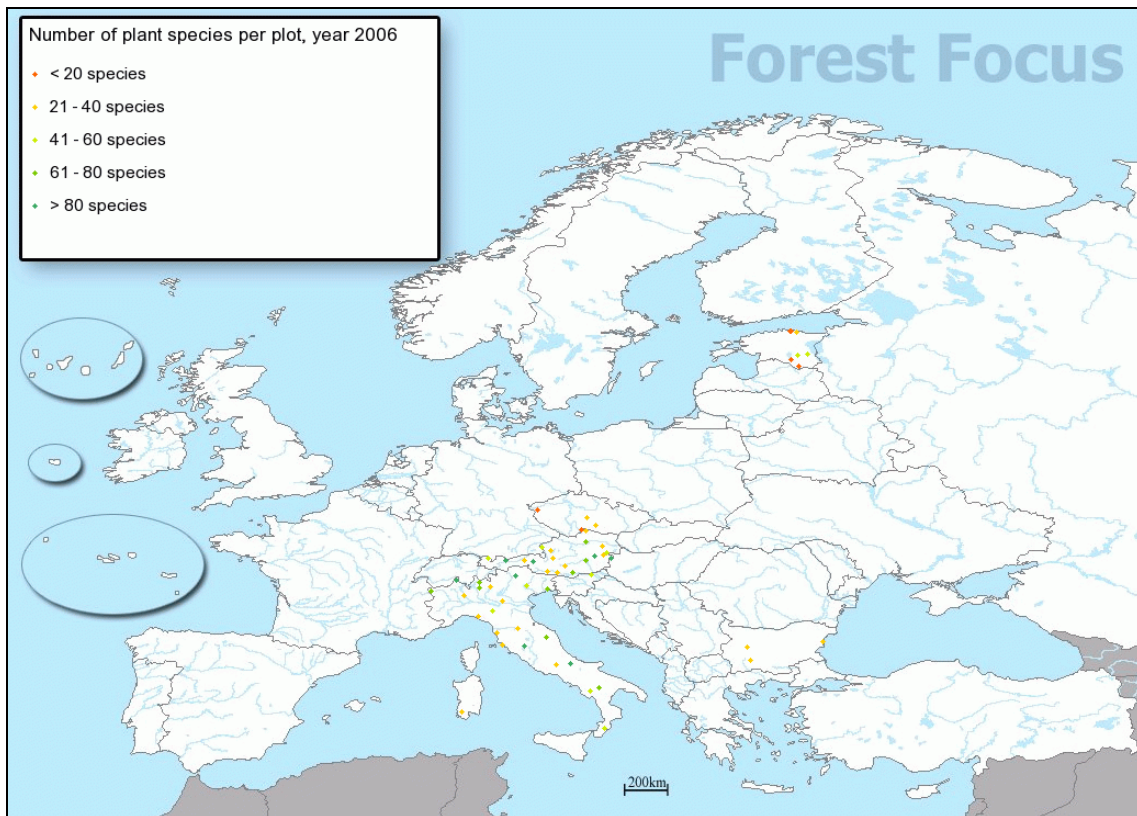 Number of plant species per plot, year 2006
< 20 species
21 - 40 species
41 - 60 species
61 - 80 species
> 80 species
Forest Focus
200km